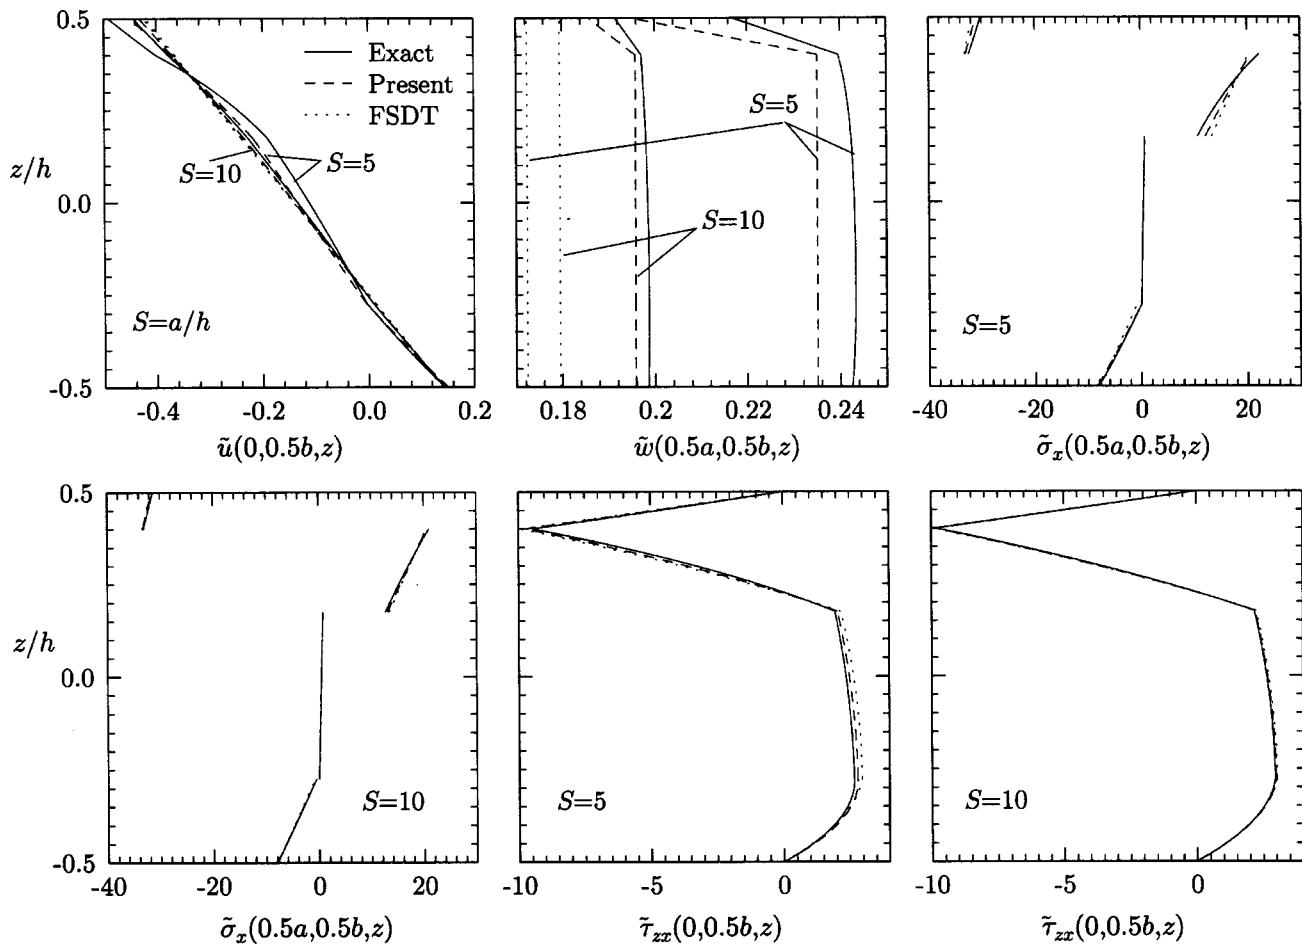 0.5
0.0
-0.5
z/h
Exact
Present
FSDT
S=10
S=5
S=a/h
-0.4
-0.2
0.0
0.2
ũ(0,0.5b,z)
S=5
S=10
0.18
0.2
0.22
0.24
w̃(0.5a,0.5b,z)
S=5
-40
-20
0
20
σ̃ₓ(0.5a,0.5b,z)
0.5
0.0
-0.5
z/h
S=10
-40
-20
0
20
σ̃ₓ(0.5a,0.5b,z)
S=5
-10
-5
0
τ̃zx(0,0.5b,z)
S=10
-10
-5
0
τ̃zx(0,0.5b,z)